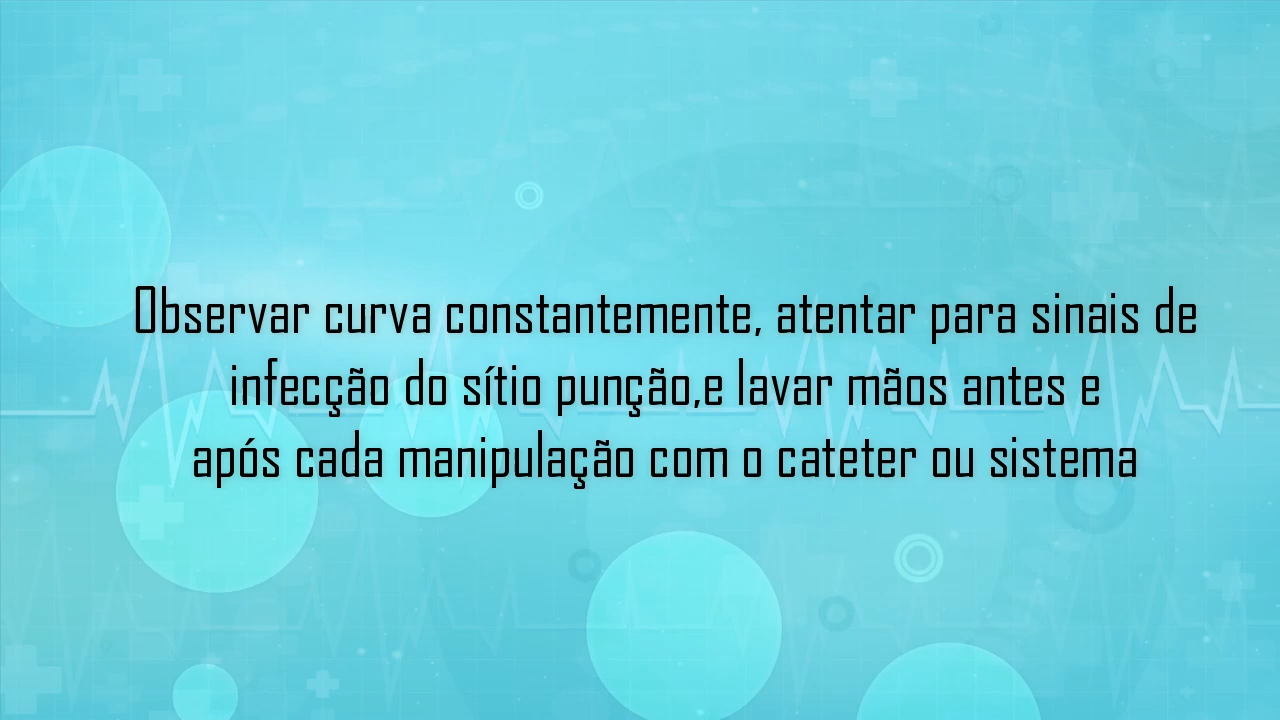 Observar curva constantemente, atentar para sinais de
infecção do sítio punção,e lavar mãos antes e
após cada manipulação com o cateter ou sistema